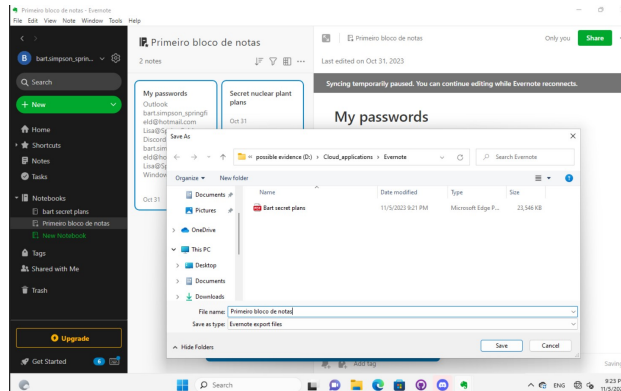 Primeiro bloco de notas - Evernote
File Edit View Note Window Tools Help
bart.simpson_sprin...
Search
New
Home
Shortcuts
Notes
Tasks
Notebooks
bart secret plans
Primeiro bloco de notas
New Notebook
Tags
Shared with Me
Trash
Upgrade
Get Started
Primeiro bloco de notas
2 notes
My passwords
Outlook
bart.simpson_springfi
eld@hotmail.com
Discord
Oct 31
Secret nuclear plant
plans
Oct 31
Primeiro bloco de notas
Only you
Share
Last edited on Oct 31, 2023
Syncing temporarily paused. You can continue editing while Evernote reconnects.
My passwords
Save As
possible evidence (D:) › Cloud_applications › Evernote
Search Evernote
Organize New folder
Name Date modified Type Size
Bart secret plans 11/5/2023 9:21 PM Microsoft Edge P... 23,546 KB
Documents
Pictures
OneDrive
This PC
Desktop
Documents
Downloads
File name: Primeiro bloco de notas
Save as type: Evernote export files
Hide Folders
Save Cancel
Add tag
Saving
Search
ENG
9:23 P
11/5/202